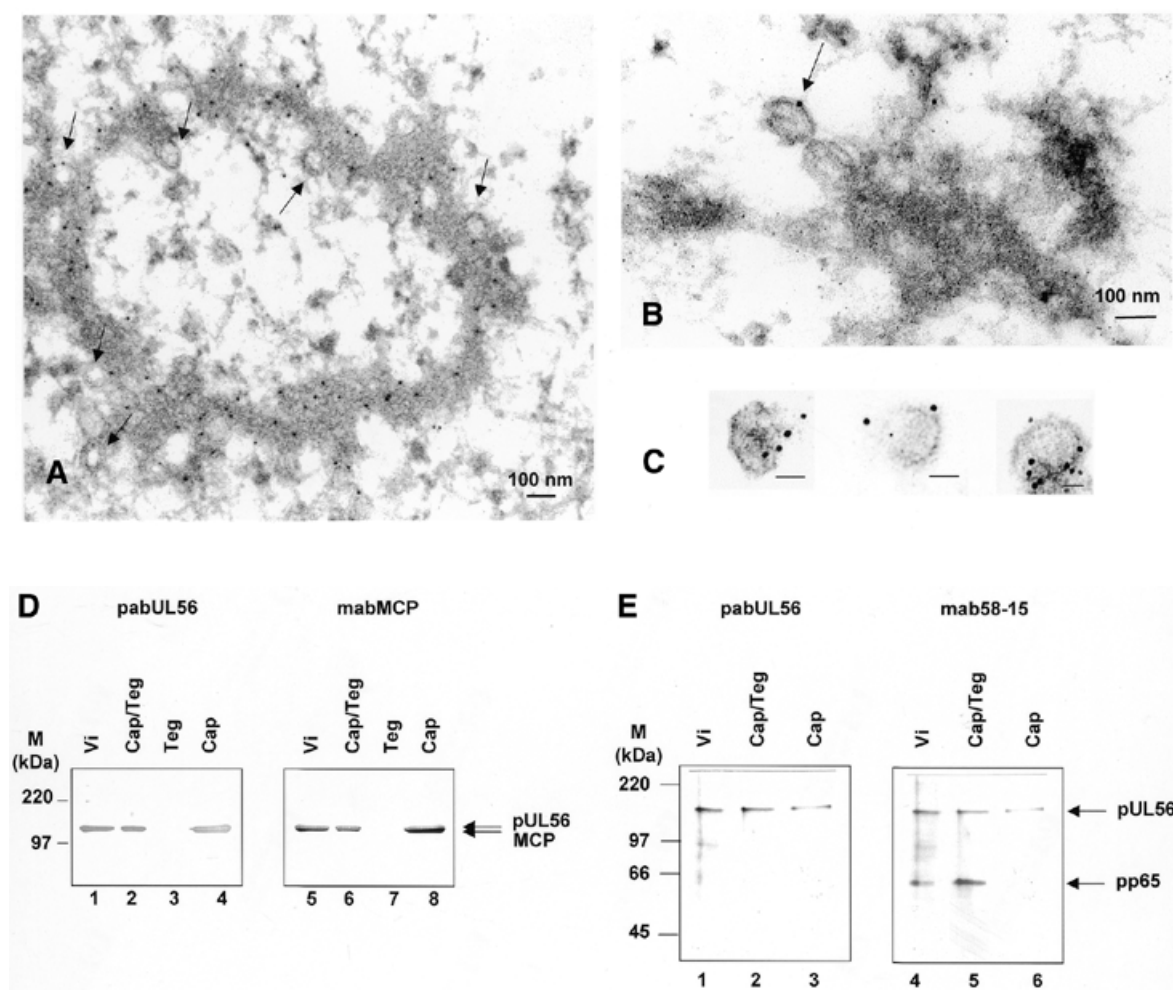 A
100 nm
B
100 nm
C
D
pabUL56
mabMCP
M
(kDa)
Vi
Cap/Teg
Teg
Cap
Vi
Cap/Teg
Teg
Cap
220
97
pUL56
MCP
1 2 3 4
5 6 7 8
E
pabUL56
mab58-15
M
(kDa)
Vi
Cap/Teg
Cap
Vi
Cap/Teg
Cap
220
97
66
45
pUL56
pp65
1 2 3
4 5 6